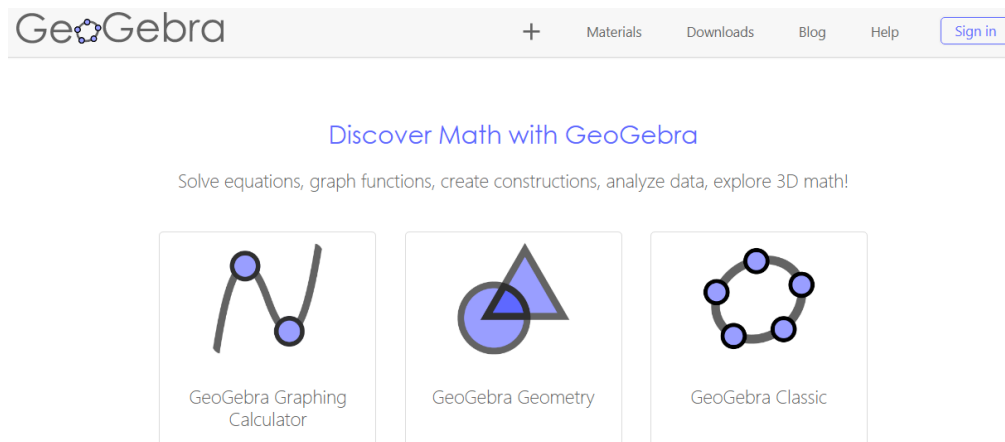 GeoGebra
+ Materials Downloads Blog Help Sign in
Discover Math with GeoGebra
Solve equations, graph functions, create constructions, analyze data, explore 3D math!
GeoGebra Graphing
Calculator
GeoGebra Geometry
GeoGebra Classic